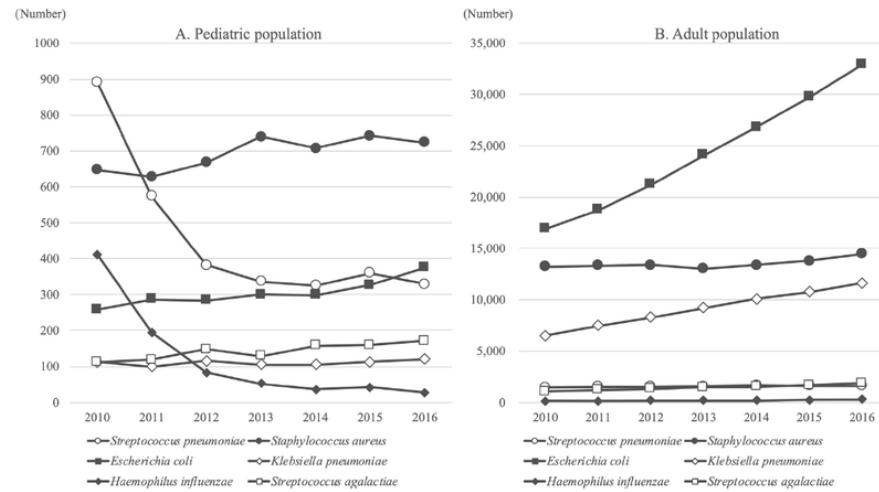 (Number)
A. Pediatric population
1000
900
800
700
600
500
400
300
200
100
0
2010 2011 2012 2013 2014 2015 2016
Streptococcus pneumoniae Staphylococcus aureus
Escherichia coli Klebsiella pneumoniae
Haemophilus influenzae Streptococcus agalactiae
(Number)
B. Adult population
35,000
30,000
25,000
20,000
15,000
10,000
5,000
0
2010 2011 2012 2013 2014 2015 2016
Streptococcus pneumoniae Staphylococcus aureus
Escherichia coli Klebsiella pneumoniae
Haemophilus influenzae Streptococcus agalactiae